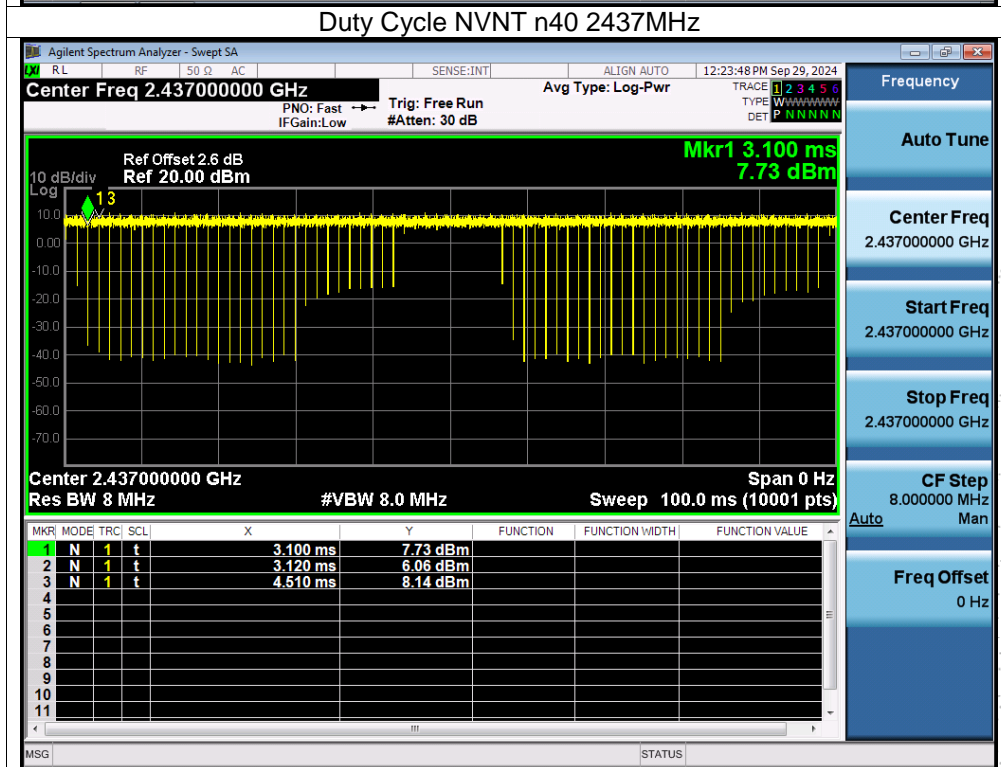 Duty Cycle NVNT n40 2437MHz
Agilent Spectrum Analyzer - Swept SA
LXI RL RF 50 Ω AC SENSE:INT ALIGN AUTO 12:23:48 PM Sep 29, 2024
Center Freq 2.437000000 GHz
PNO: Fast
IFGain:Low
Trig: Free Run
#Atten: 30 dB
Avg Type: Log-Pwr
TRACE 1 2 3 4 5 6
TYPE WWWWWW
DET P N N N N N
Mkr1 3.100 ms
7.73 dBm
Ref Offset 2.6 dB
10 dB/div Ref 20.00 dBm
Log
1 3
10.0
0.00
-10.0
-20.0
-30.0
-40.0
-50.0
-60.0
-70.0
Center 2.437000000 GHz Span 0 Hz
Res BW 8 MHz #VBW 8.0 MHz Sweep 100.0 ms (10001 pts)
MKR MODE TRC SCL X Y FUNCTION FUNCTION WIDTH FUNCTION VALUE
1 N 1 t 3.100 ms 7.73 dBm
2 N 1 t 3.120 ms 6.06 dBm
3 N 1 t 4.510 ms 8.14 dBm
4
5
6
7
8
9
10
11
MSG STATUS
Frequency
Auto Tune
Center Freq
2.437000000 GHz
Start Freq
2.437000000 GHz
Stop Freq
2.437000000 GHz
CF Step
8.000000 MHz
Auto Man
Freq Offset
0 Hz